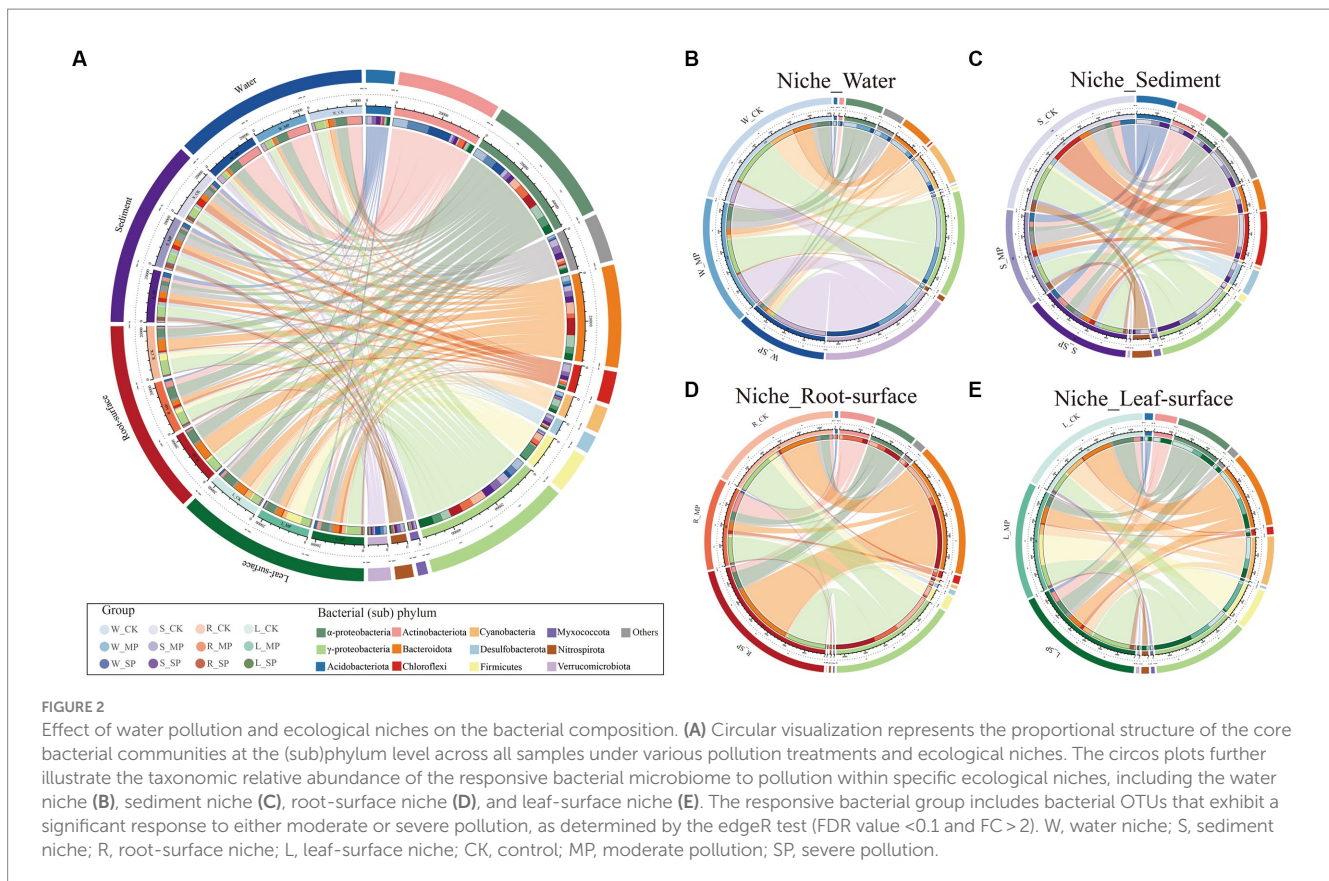 A
B
C
Niche_Water
Niche_Sediment
Water
Sediment
Root-surface
Leaf-surface
W_CK
W_MP
S_CK
L_CK
L_MP
W_CK
W_MP
W_SP
S_CK
S_MP
S_SP
D
E
Niche_Root-surface
Niche_Leaf-surface
R_CK
R_MP
R_SP
L_CK
L_MP
L_SP
Group
Bacterial (sub) phylum
W_CK S_CK R_CK L_CK
W_MP S_MP R_MP L_MP
W_SP S_SP R_SP L_SP
α-proteobacteria Actinobacteriota Cyanobacteria Myxococcota Others
γ-proteobacteria Bacteroidota Desulfobacterota Nitrospirota
Acidobacteriota Chloroflexi Firmicutes Verrucomicrobiota
FIGURE 2
Effect of water pollution and ecological niches on the bacterial composition. (A) Circular visualization represents the proportional structure of the core
bacterial communities at the (sub)phylum level across all samples under various pollution treatments and ecological niches. The circos plots further
illustrate the taxonomic relative abundance of the responsive bacterial microbiome to pollution within specific ecological niches, including the water
niche (B), sediment niche (C), root-surface niche (D), and leaf-surface niche (E). The responsive bacterial group includes bacterial OTUs that exhibit a
significant response to either moderate or severe pollution, as determined by the edgeR test (FDR value <0.1 and FC > 2). W, water niche; S, sediment
niche; R, root-surface niche; L, leaf-surface niche; CK, control; MP, moderate pollution; SP, severe pollution.